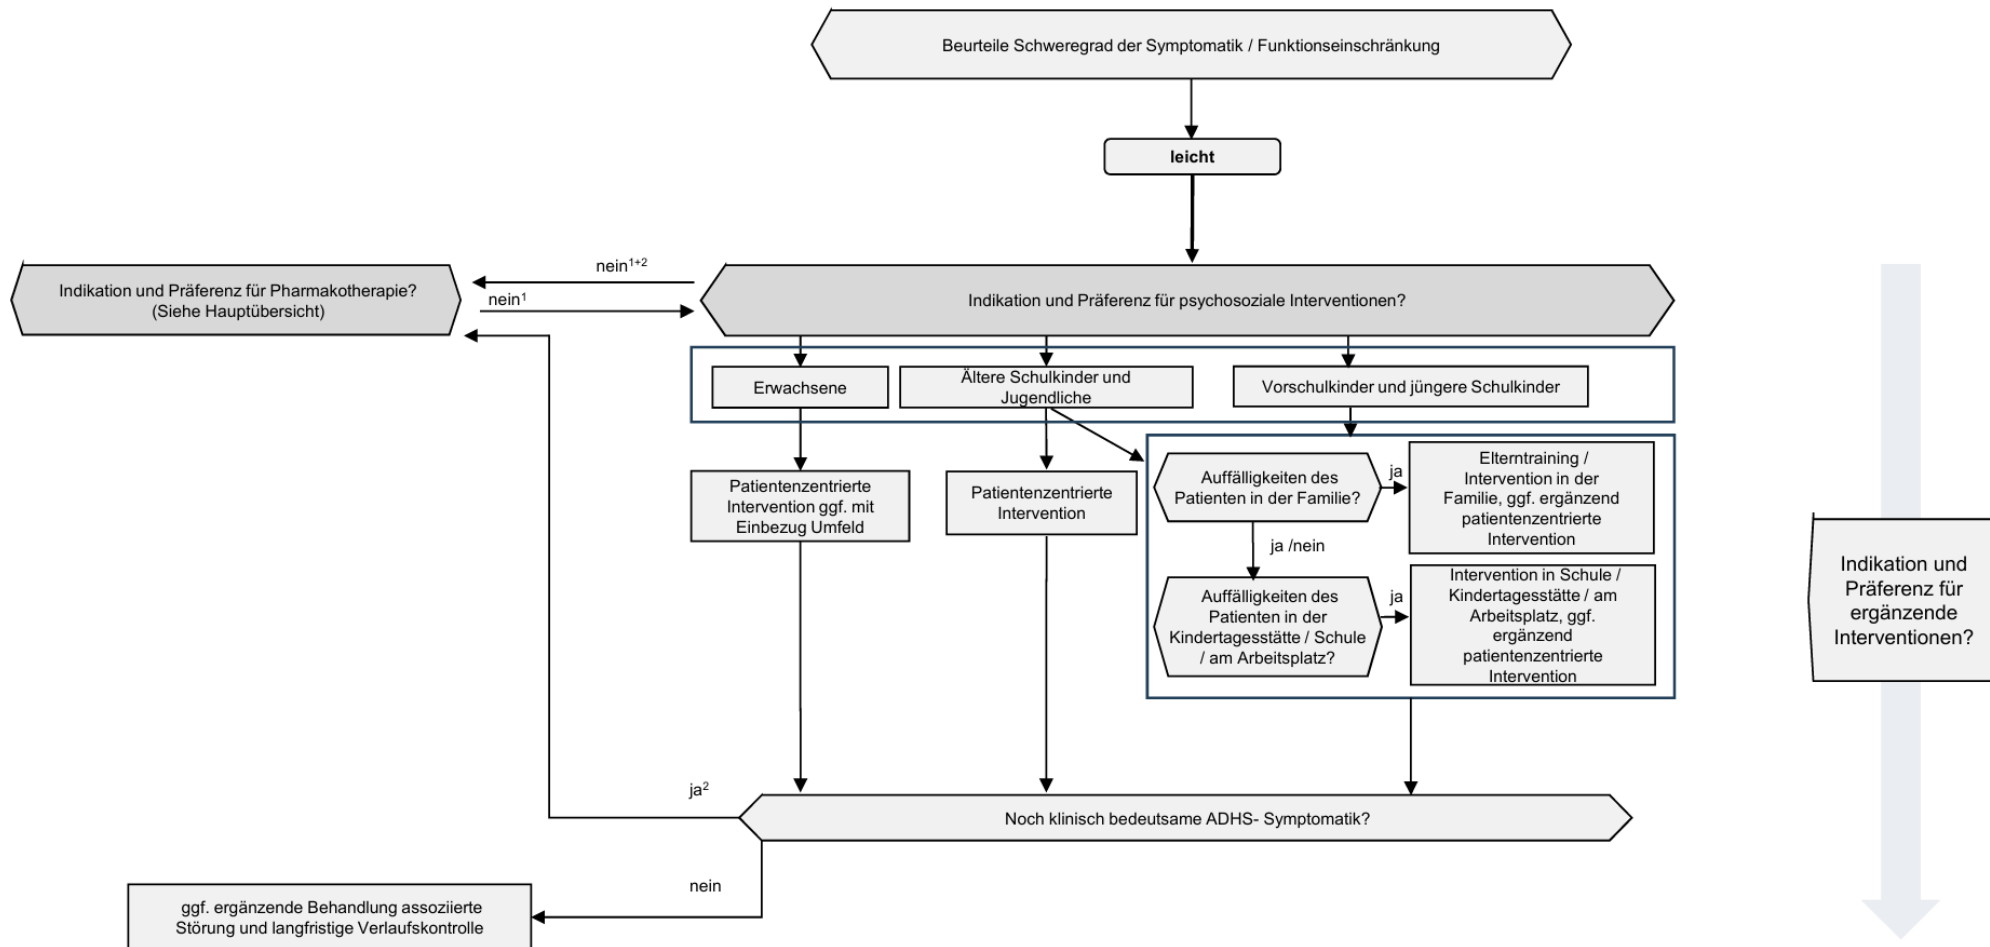 Beurteile Schweregrad der Symptomatik / Funktionseinschränkung
leicht
nein¹⁺²
nein¹
Indikation und Präferenz für Pharmakotherapie?
(Siehe Hauptübersicht)
Indikation und Präferenz für psychosoziale Interventionen?
Erwachsene
Ältere Schulkinder und
Jugendliche
Vorschulkinder und jüngere Schulkinder
Patientenzentrierte
Intervention ggf. mit
Einbezug Umfeld
Patientenzentrierte
Intervention
Auffälligkeiten des
Patienten in der Familie?
ja
Elterntraining /
Intervention in der
Familie, ggf. ergänzend
patientenzentrierte
Intervention
ja /nein
Auffälligkeiten des
Patienten in der
Kindertagesstätte / Schule
/ am Arbeitsplatz?
ja
Intervention in Schule /
Kindertagesstätte / am
Arbeitsplatz, ggf.
ergänzend
patientenzentrierte
Intervention
Indikation und
Präferenz für
ergänzende
Interventionen?
ja²
Noch klinisch bedeutsame ADHS- Symptomatik?
nein
ggf. ergänzende Behandlung assoziierte
Störung und langfristige Verlaufskontrolle